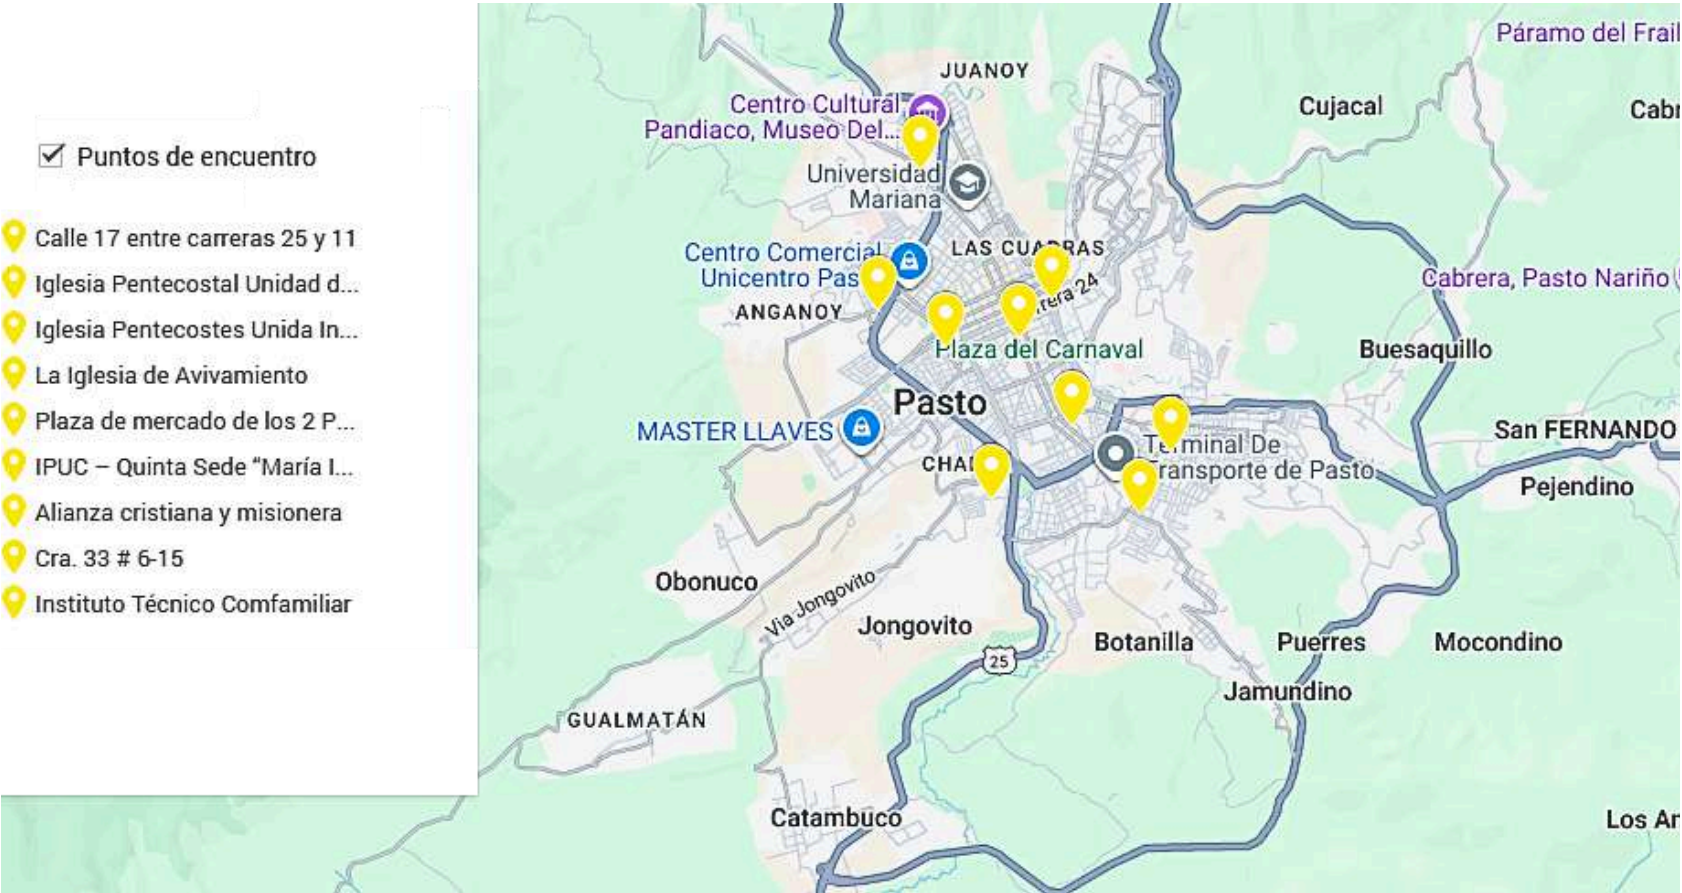 Puntos de encuentro
Calle 17 entre carreras 25 y 11
Iglesia Pentecostal Unidad d...
Iglesia Pentecostes Unida In...
La Iglesia de Avivamiento
Plaza de mercado de los 2 P...
IPUC – Quinta Sede “María I...
Alianza cristiana y misionera
Cra. 33 # 6-15
Instituto Técnico Comfamiliar
Páramo del Frail
JUANOY
Centro Cultural
Pandiaco, Museo Del...
Cujacal
Cabr
Universidad
Mariana
LAS CUADRAS
Centro Comercial
Unicentro Pas
Cabrera, Pasto Nariño
rera 24
ANGANOY
Plaza del Carnaval
Buesaquillo
Pasto
MASTER LLAVES
San FERNANDO
Terminal De
Transporte de Pasto
CHA
Pejendino
Obonuco
Via Jongovito
Jongovito
Botanilla
Puerres
Mocondino
25
Jamundino
GUALMATÁN
Catambuco
Los An